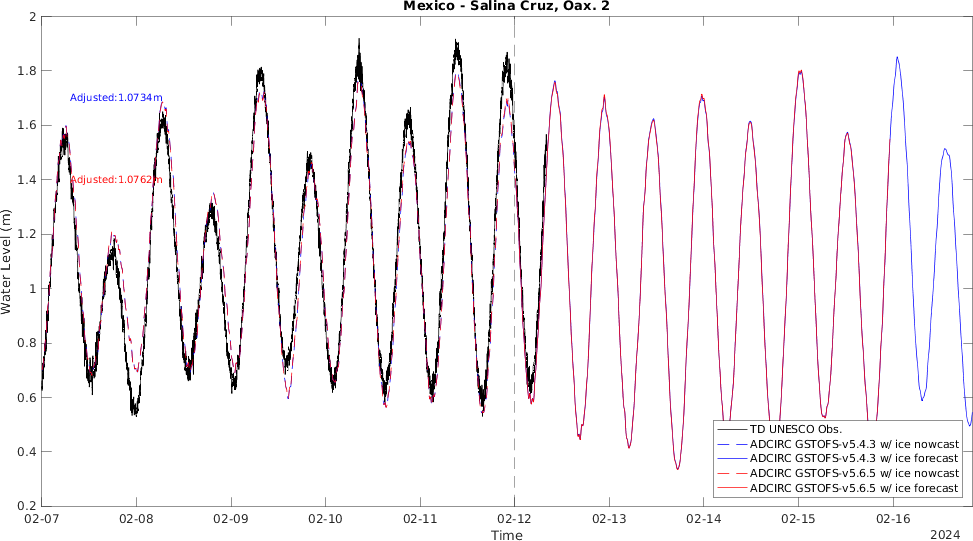 Mexico - Salina Cruz, Oax. 2
2
1.8
1.6
1.4
1.2
1
0.8
0.6
0.4
0.2
Water Level (m)
Adjusted:1.0734m
Adjusted:1.0762m
TD UNESCO Obs.
ADCIRC GSTOFS-v5.4.3 w/ ice nowcast
ADCIRC GSTOFS-v5.4.3 w/ ice forecast
ADCIRC GSTOFS-v5.6.5 w/ ice nowcast
ADCIRC GSTOFS-v5.6.5 w/ ice forecast
02-07 02-08 02-09 02-10 02-11 02-12 02-13 02-14 02-15 02-16
Time
2024